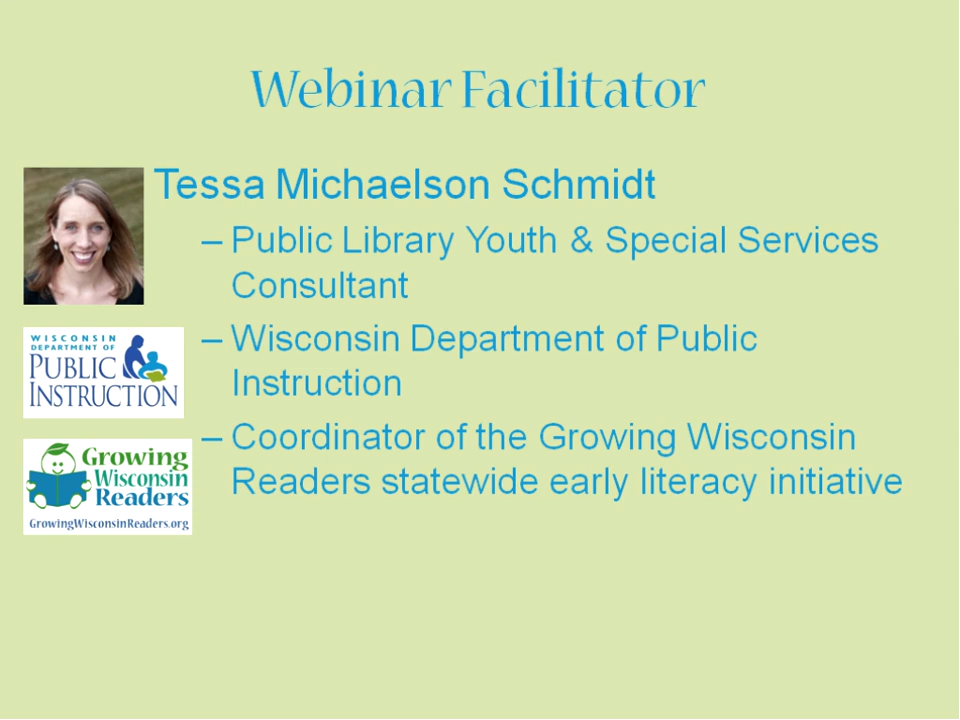 Webinar Facilitator
Tessa Michaelson Schmidt
– Public Library Youth & Special Services
Consultant
– Wisconsin Department of Public
Instruction
– Coordinator of the Growing Wisconsin
Readers statewide early literacy initiative
WISCONSIN
DEPARTMENT OF
PUBLIC
INSTRUCTION
Growing
Wisconsin
Readers
GrowingWisconsinReaders.org